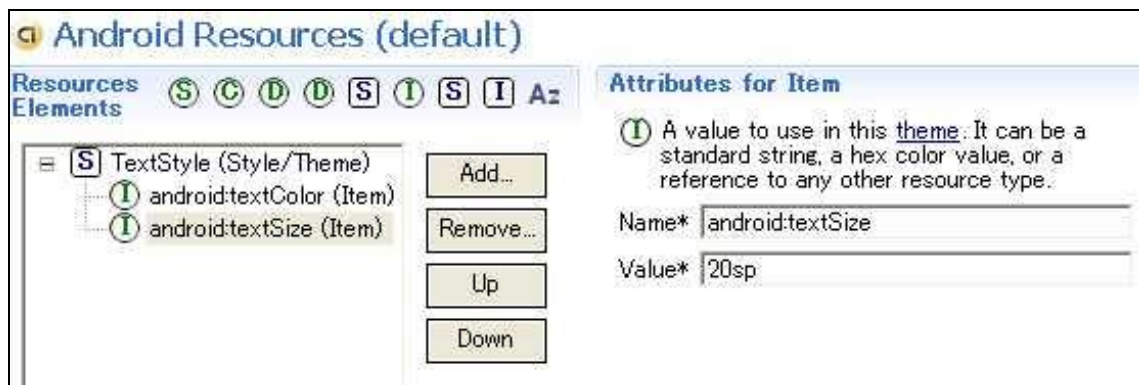 Android Resources (default)
Resources Elements
S C D D S I S I Az
S TextStyle (Style/Theme)
I android:textColor (Item)
I android:textSize (Item)
Add...
Remove...
Up
Down
Attributes for Item
I A value to use in this theme. It can be a
standard string, a hex color value, or a
reference to any other resource type.
Name* android:textSize
Value* 20sp